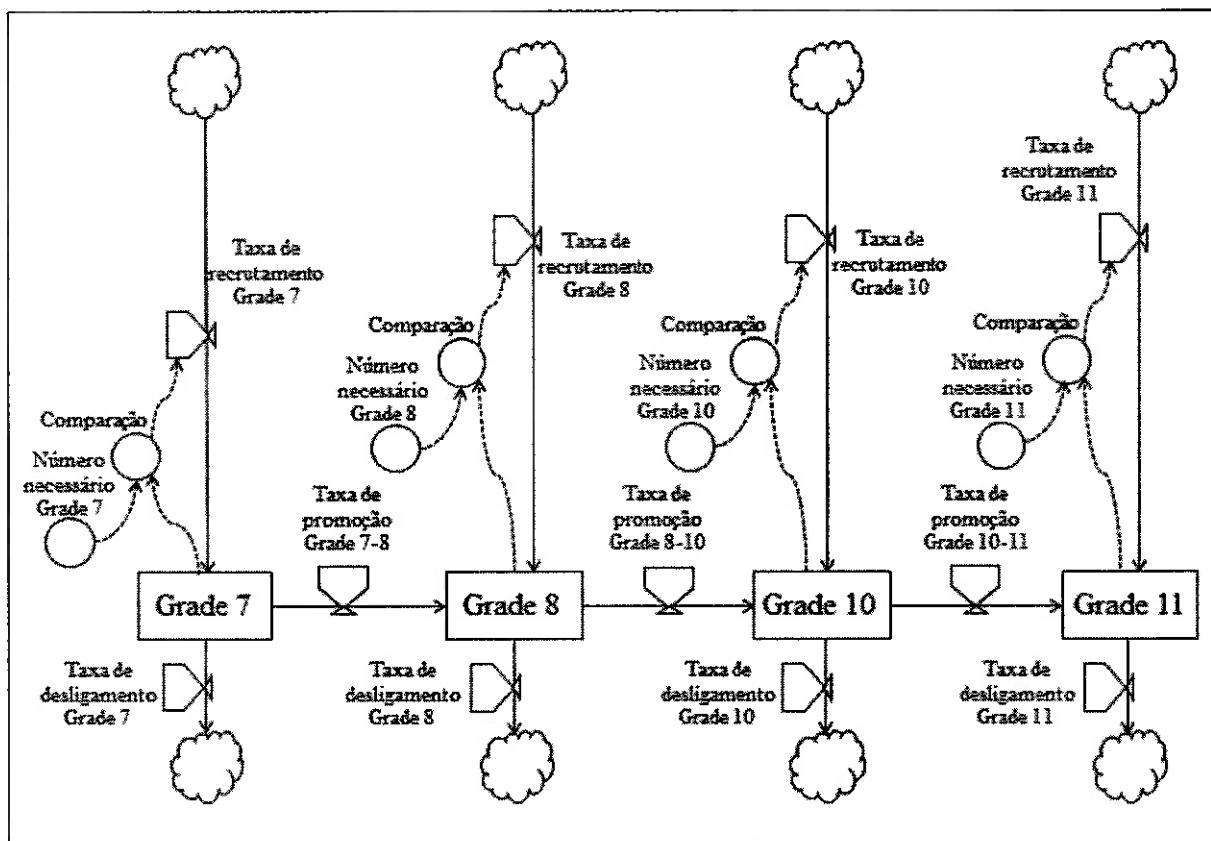 Taxa de
recrutamento
Grade 7
Taxa de
recrutamento
Grade 8
Taxa de
recrutamento
Grade 10
Taxa de
recrutamento
Grade 11
Comparação
Número
necessário
Grade 7
Comparação
Número
necessário
Grade 8
Comparação
Número
necessário
Grade 10
Comparação
Número
necessário
Grade 11
Taxa de
promoção
Grade 7-8
Taxa de
promoção
Grade 8-10
Taxa de
promoção
Grade 10-11
Grade 7
Grade 8
Grade 10
Grade 11
Taxa de
desligamento
Grade 7
Taxa de
desligamento
Grade 8
Taxa de
desligamento
Grade 10
Taxa de
desligamento
Grade 11